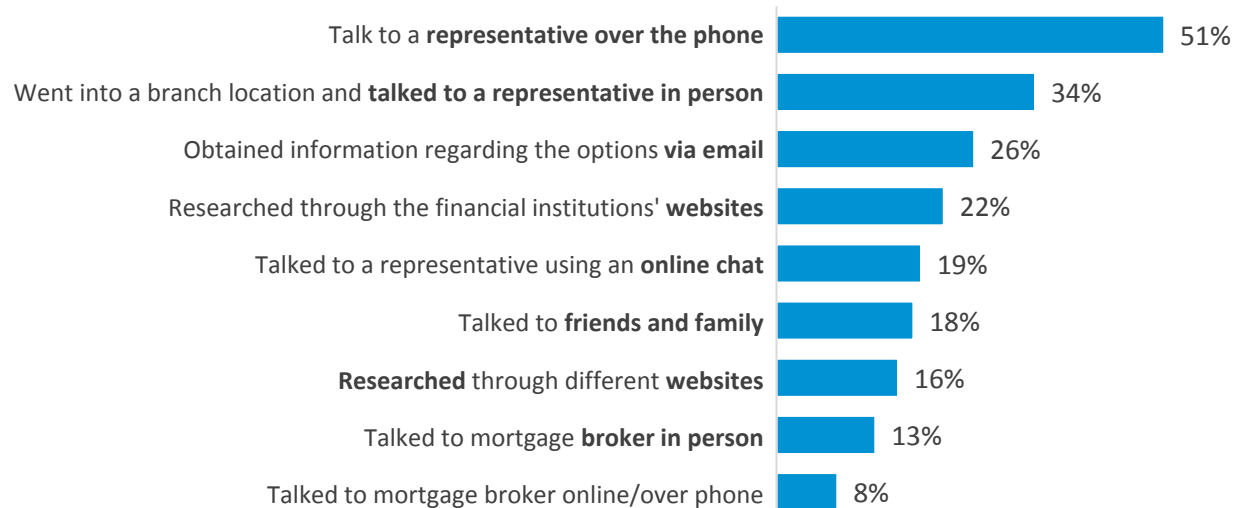 Talk to a representative over the phone 51%
Went into a branch location and talked to a representative in person 34%
Obtained information regarding the options via email 26%
Researched through the financial institutions' websites 22%
Talked to a representative using an online chat 19%
Talked to friends and family 18%
Researched through different websites 16%
Talked to mortgage broker in person 13%
Talked to mortgage broker online/over phone 8%